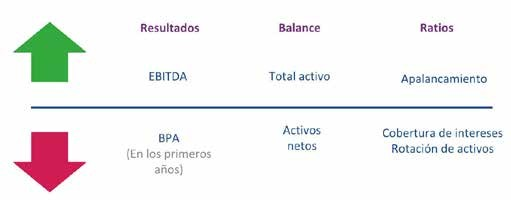 Resultados Balance Ratios
EBITDA Total activo Apalancamiento
BPA Activos Cobertura de intereses
(En los primeros netos Rotación de activos
años)